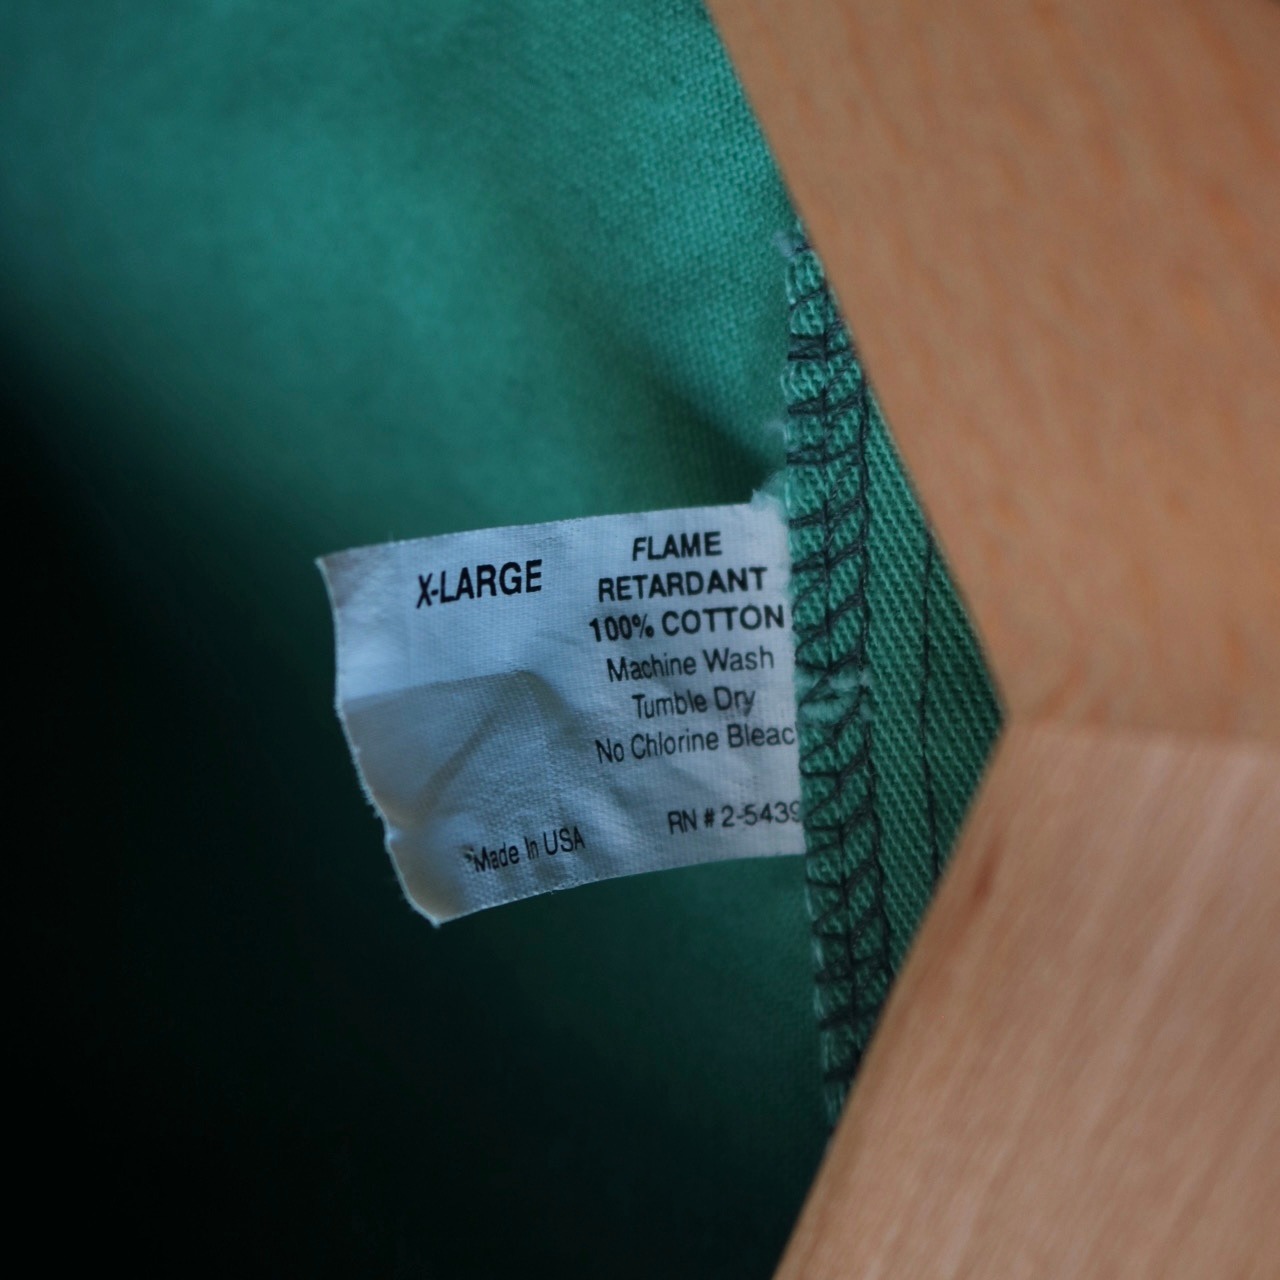 X-LARGE
FLAME
RETARDANT
100% COTTON
Machine Wash
Tumble Dry
No Chlorine Bleac
RN # 2-5439
Made In USA